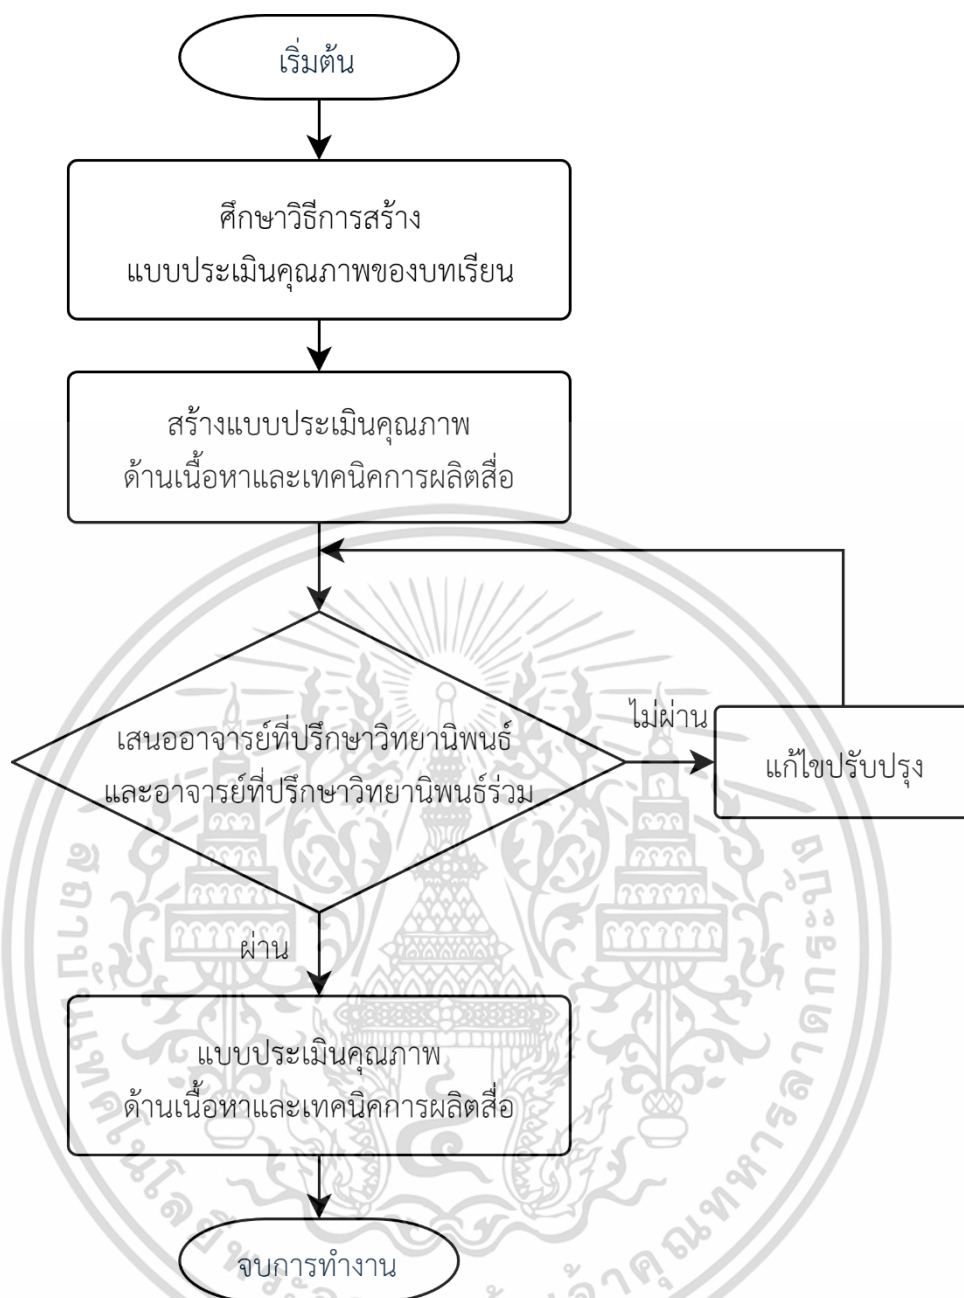 เริ่มต้น
ศึกษาวิธีการสร้าง
แบบประเมินคุณภาพของบทเรียน
สร้างแบบประเมินคุณภาพ
ด้านเนื้อหาและเทคนิคการผลิตสื่อ
เสนออาจารย์ที่ปรึกษาวิทยานิพนธ์
และอาจารย์ที่ปรึกษาวิทยานิพนธ์ร่วม
ไม่ผ่าน
แก้ไขปรับปรุง
ผ่าน
แบบประเมินคุณภาพ
ด้านเนื้อหาและเทคนิคการผลิตสื่อ
จบการทำงาน